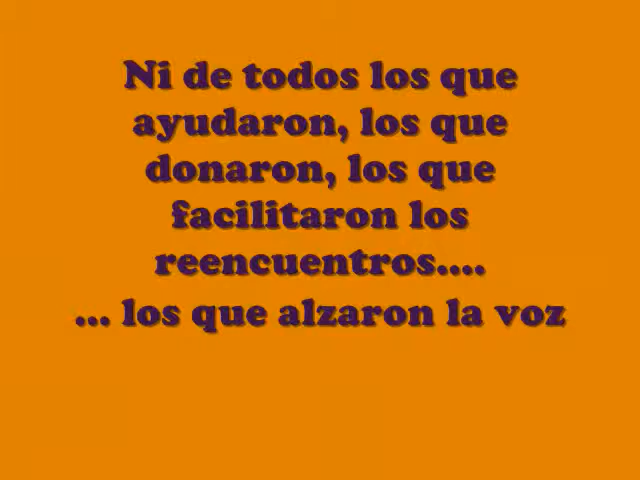 Ni de todos los que
ayudaron, los que
donaron, los que
facilitaron los
reencuentros....
... los que alzaron la voz